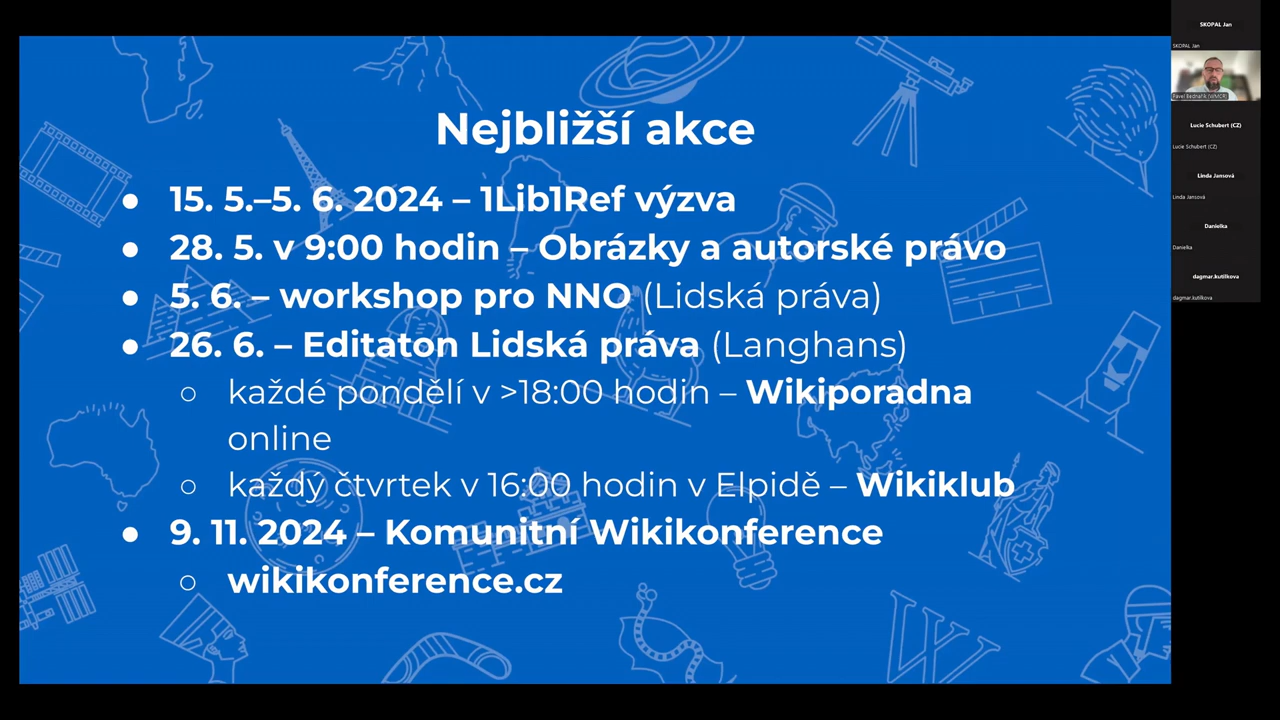 Nejbližší akce
● 15. 5.–5. 6. 2024 – 1Lib1Ref výzva
● 28. 5. v 9:00 hodin – Obrázky a autorské právo
● 5. 6. – workshop pro NNO (Lidská práva)
● 26. 6. – Editaton Lidská práva (Langhans)
○ každé pondělí v >18:00 hodin – Wikiporadna
online
○ každý čtvrtek v 16:00 hodin v Elpidě – Wikiklub
● 9. 11. 2024 – Komunitní Wikikonference
○ wikikonference.cz
SKOPAL Jan
SKOPAL Jan
Pavel Bednařík (WMCR)
Lucie Schubert (CZ)
Lucie Schubert (CZ)
Linda Jansová
Linda Jansová
Danielka
Danielka
dagmar.kutilkova
dagmar.kutilkova